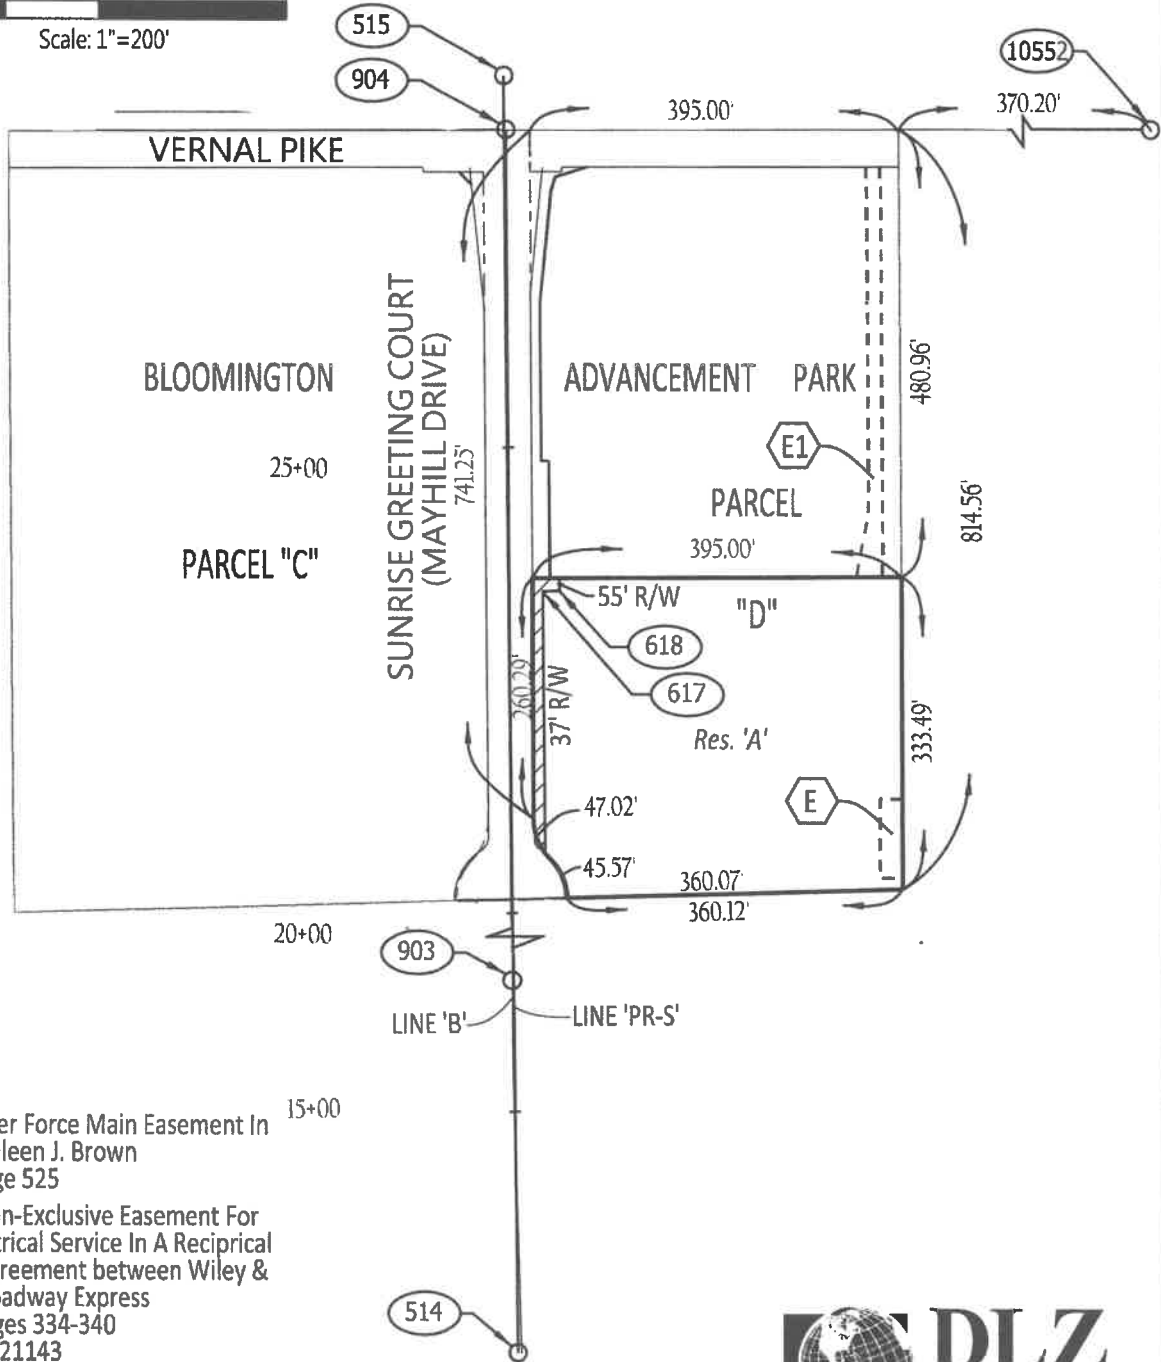 Scale: 1"=200'
515
904
10552
395.00'
370.20'
VERNAL PIKE
SUNRISE GREETING COURT
(MAYHILL DRIVE)
741.25'
BLOOMINGTON
ADVANCEMENT PARK
480.96'
E1
25+00
PARCEL
814.56'
PARCEL "C"
395.00'
55' R/W
"D"
618
617
260.29'
37' R/W
Res. 'A'
333.49'
E
47.02'
45.57'
360.07'
360.12'
20+00
903
LINE 'B'
LINE 'PR-S'
15+00
er Force Main Easement In
leen J. Brown
ge 525
n-Exclusive Easement For
trical Service In A Reciprical
reement between Wiley &
adway Express
ges 334-340
21143
514
DLZ